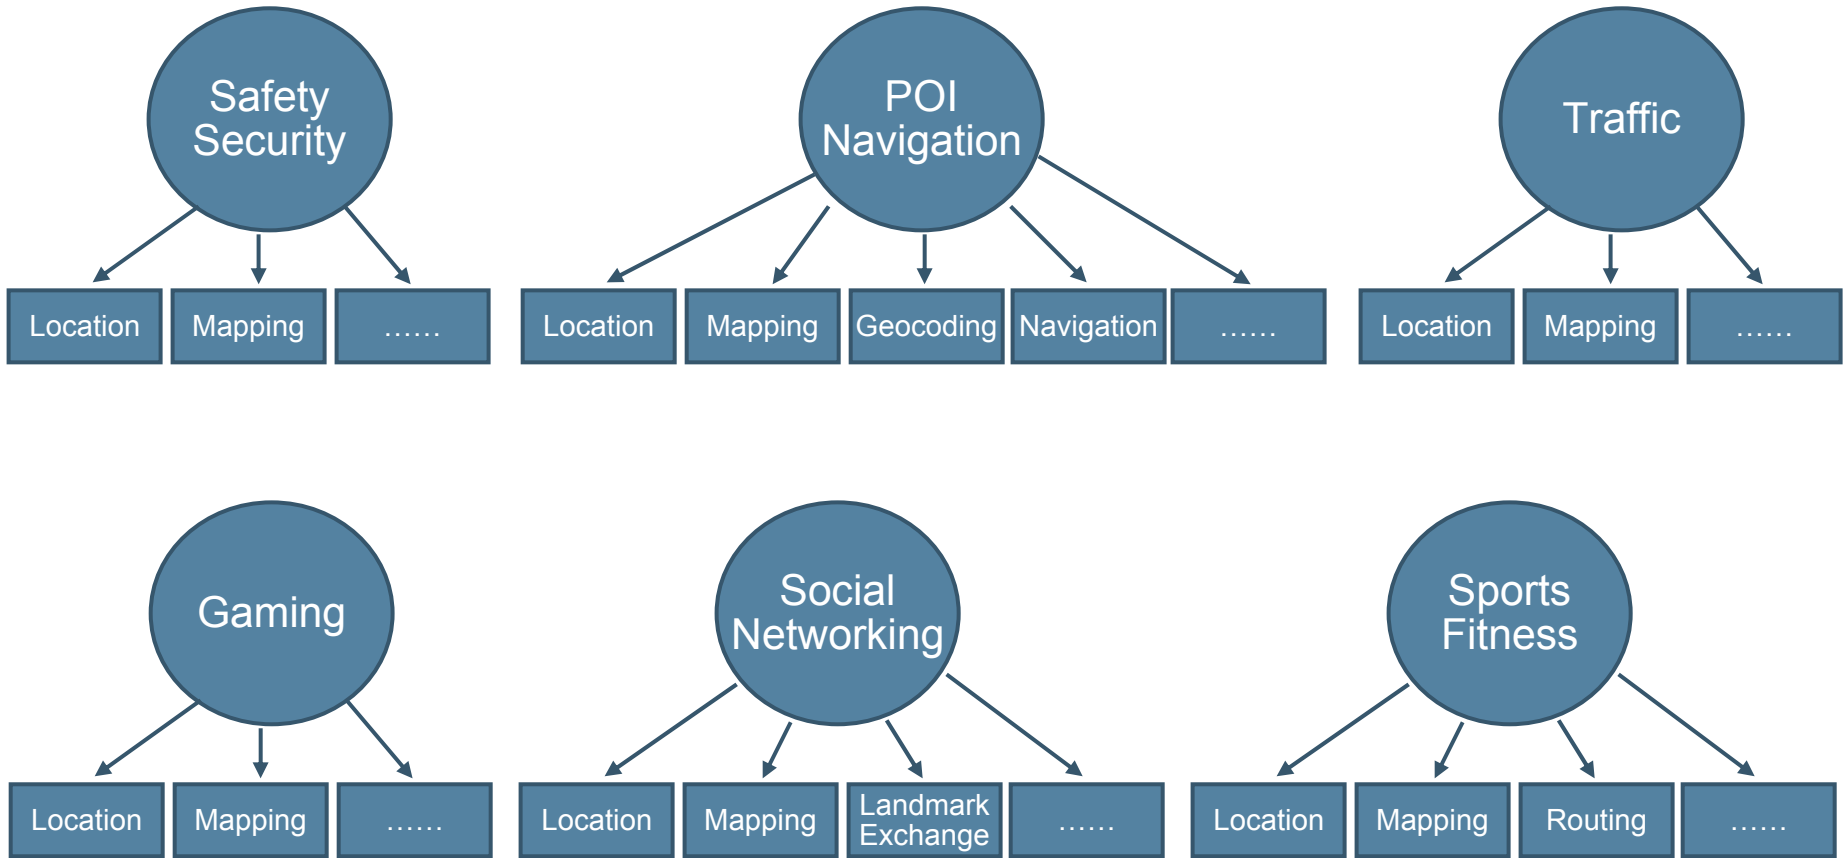 Safety
Security
POI
Navigation
Traffic
Location
Mapping
......
Location
Mapping
Geocoding
Navigation
......
Location
Mapping
......
Gaming
Social
Networking
Sports
Fitness
Location
Mapping
......
Location
Mapping
Landmark
Exchange
......
Location
Mapping
Routing
......